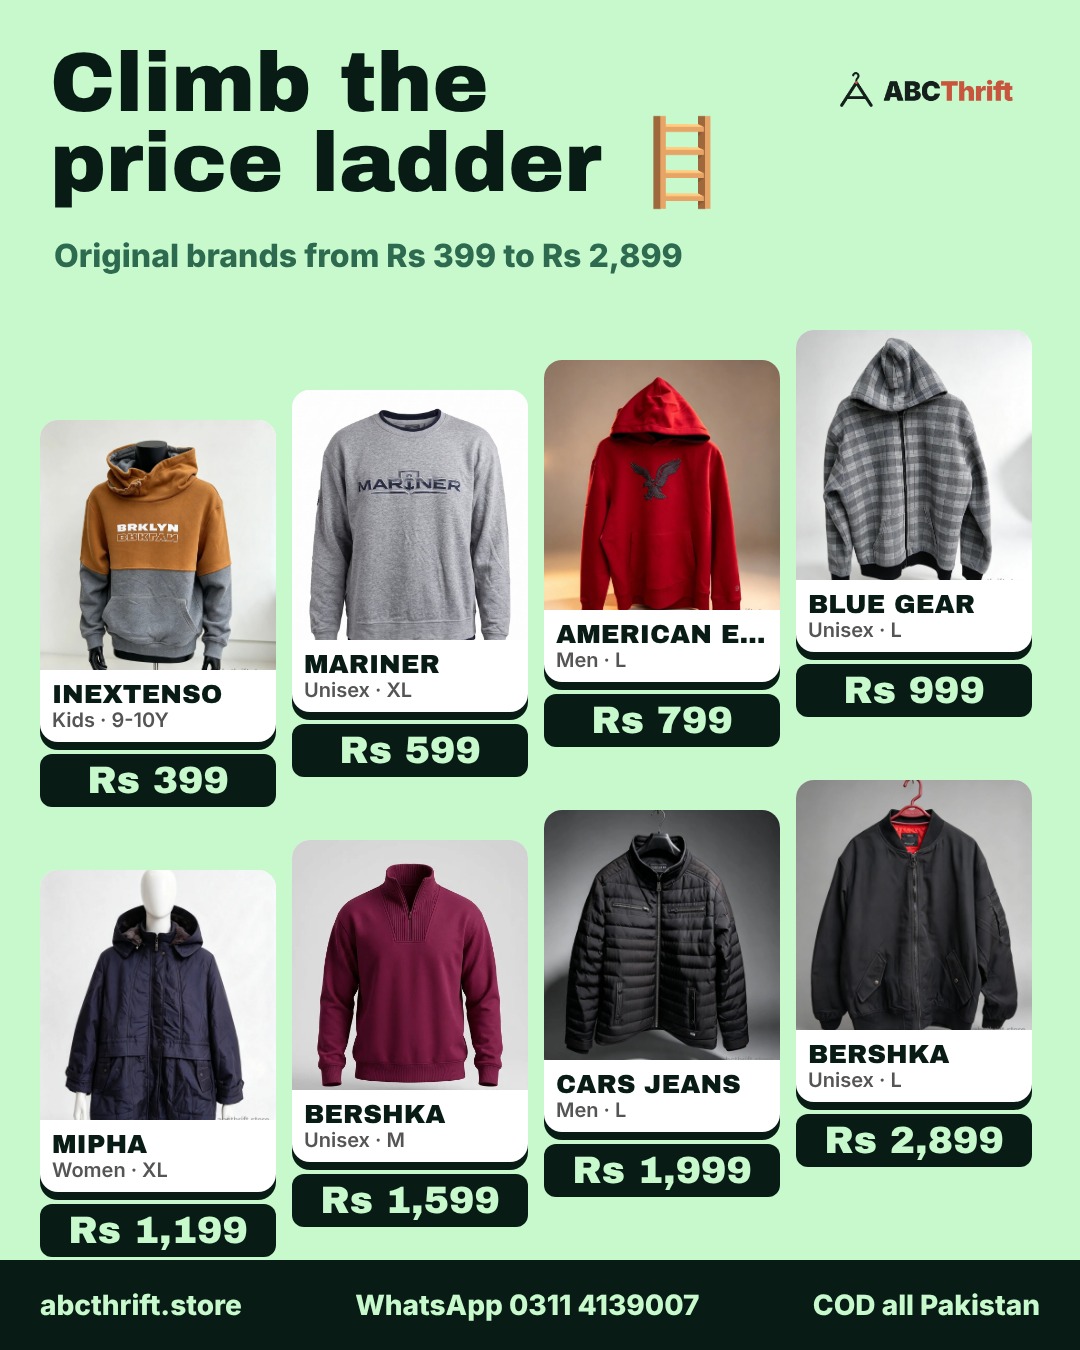 Climb the
price ladder
ABCThrift
Original brands from Rs 399 to Rs 2,899
BRKLYN
INEXTENSO
Kids · 9-10Y
Rs 399
MARINER
MARINER
Unisex · XL
Rs 599
AMERICAN E...
Men · L
Rs 799
BLUE GEAR
Unisex · L
Rs 999
MIPHA
Women · XL
Rs 1,199
BERSHKA
Unisex · M
Rs 1,599
CARS JEANS
Men · L
Rs 1,999
BERSHKA
Unisex · L
Rs 2,899
abcthrift.store
WhatsApp 0311 4139007
COD all Pakistan